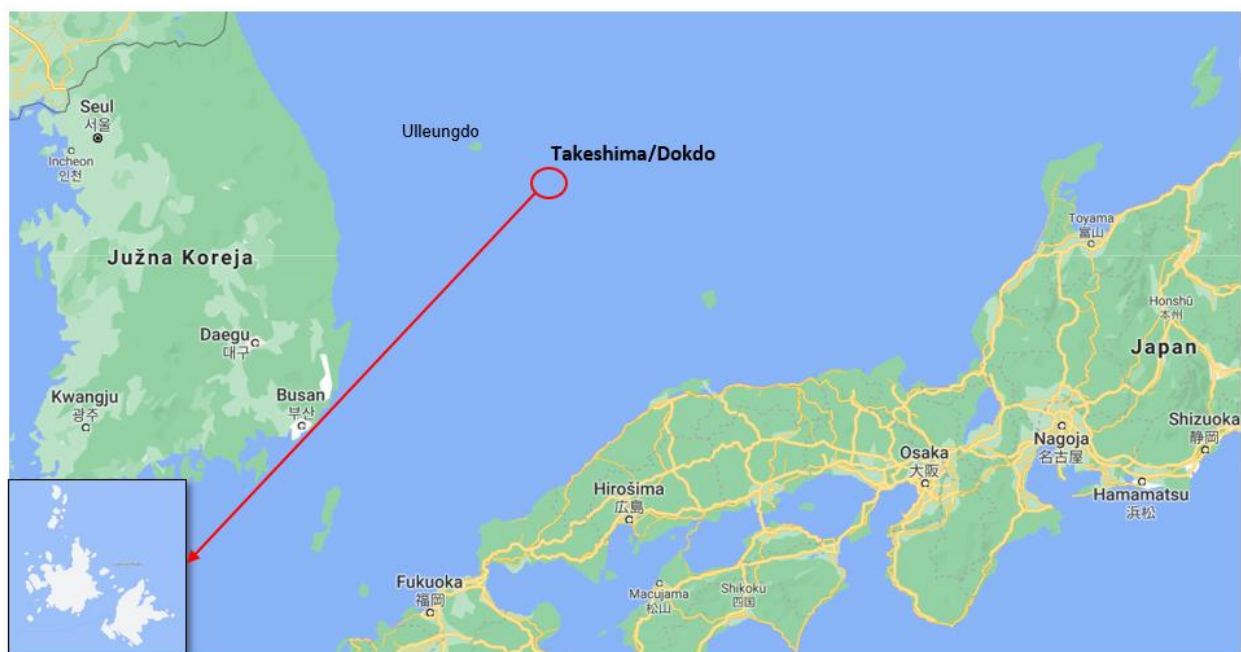 Seul
서울
Incheon
인천
Ulleungdo
Takeshima/Dokdo
Toyama
富山
Južna Koreja
Honshū
本州
Daegu
대구
Japan
Kwangju
광주
Busan
부산
Shizuoka
静岡
Nagoja
名古屋
Osaka
大阪
Hamamatsu
浜松
Hirošima
広島
Fukuoka
福岡
Macujama
松山
Shikoku
四国